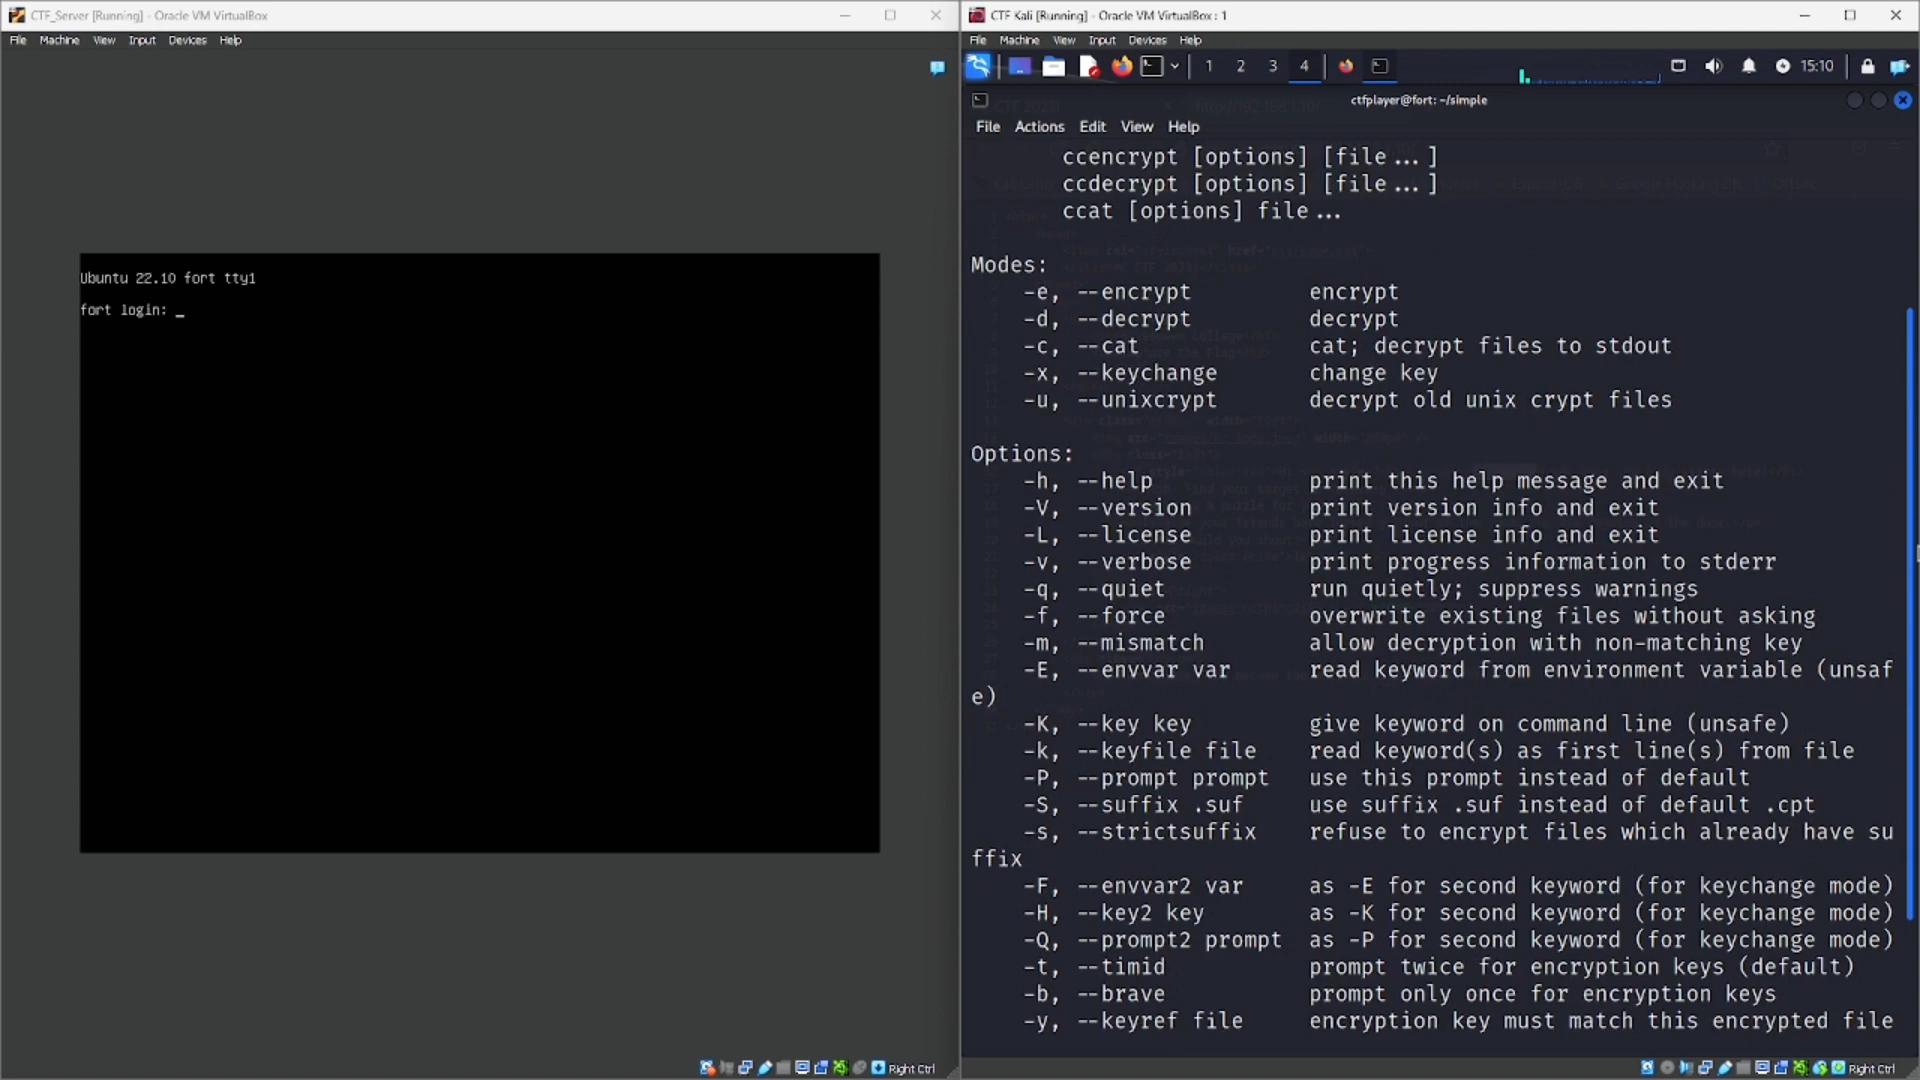 CTF_Server [Running] - Oracle VM VirtualBox
File Machine View Input Devices Help
Ubuntu 22.10 fort tty1
fort login: _
Right Ctrl
CTF Kali [Running] - Oracle VM VirtualBox : 1
File Machine View Input Devices Help
1 2 3 4 15:10
ctfplayer@fort: ~/simple
File Actions Edit View Help
ccencrypt [options] [file...]
ccdecrypt [options] [file...]
ccat [options] file...
Modes:
-e, --encrypt encrypt
-d, --decrypt decrypt
-c, --cat cat; decrypt files to stdout
-x, --keychange change key
-u, --unixcrypt decrypt old unix crypt files
Options:
-h, --help print this help message and exit
-V, --version print version info and exit
-L, --license print license info and exit
-v, --verbose print progress information to stderr
-q, --quiet run quietly; suppress warnings
-f, --force overwrite existing files without asking
-m, --mismatch allow decryption with non-matching key
-E, --envvar var read keyword from environment variable (unsaf
e)
-K, --key key give keyword on command line (unsafe)
-k, --keyfile file read keyword(s) as first line(s) from file
-P, --prompt prompt use this prompt instead of default
-S, --suffix .suf use suffix .suf instead of default .cpt
-s, --strictsuffix refuse to encrypt files which already have su
ffix
-F, --envvar2 var as -E for second keyword (for keychange mode)
-H, --key2 key as -K for second keyword (for keychange mode)
-Q, --prompt2 prompt as -P for second keyword (for keychange mode)
-t, --timid prompt twice for encryption keys (default)
-b, --brave prompt only once for encryption keys
-y, --keyref file encryption key must match this encrypted file
Right Ctrl